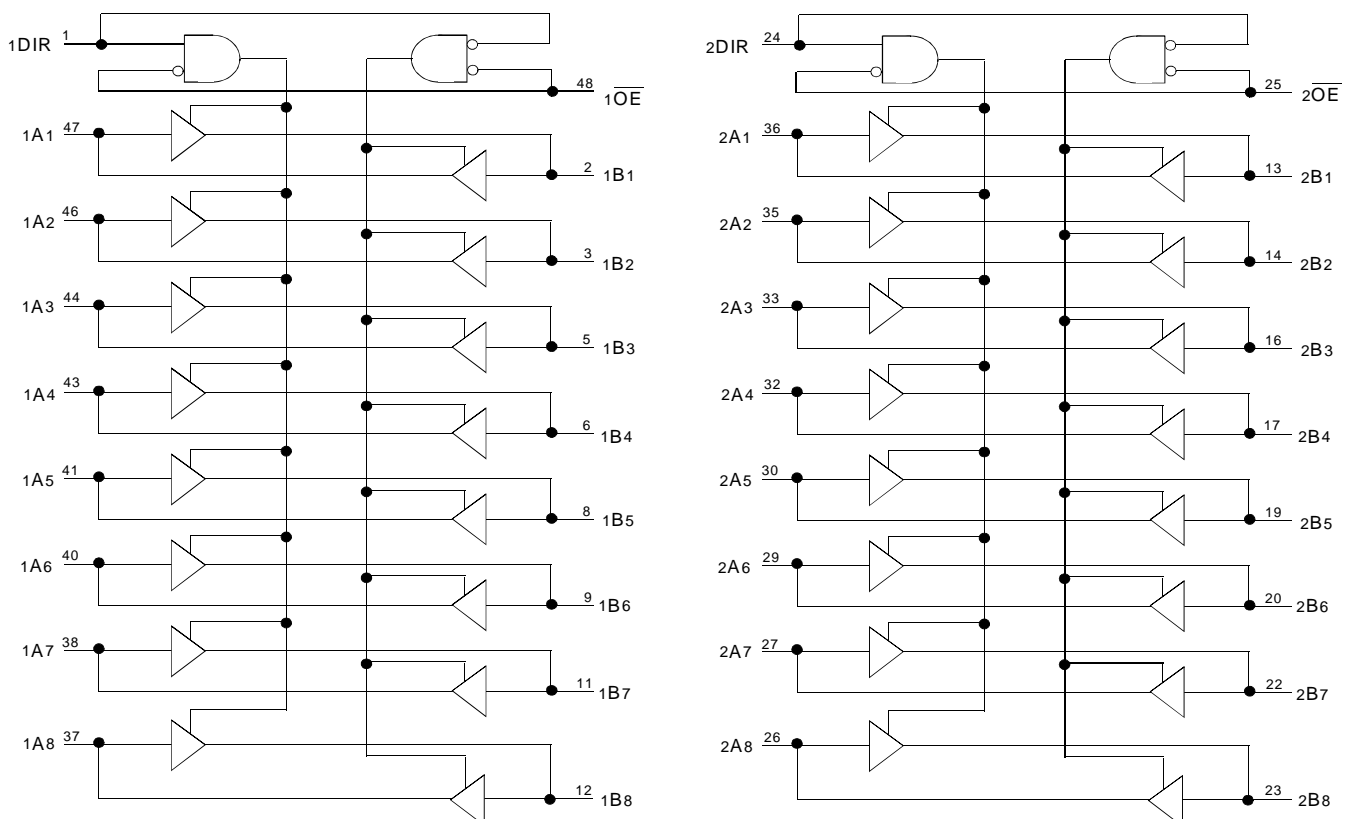 1DIR 1
48 1OE
1A1 47
2 1B1
1A2 46
3 1B2
1A3 44
5 1B3
1A4 43
6 1B4
1A5 41
8 1B5
1A6 40
9 1B6
1A7 38
11 1B7
1A8 37
12 1B8
2DIR 24
25 2OE
2A1 36
13 2B1
2A2 35
14 2B2
2A3 33
16 2B3
2A4 32
17 2B4
2A5 30
19 2B5
2A6 29
20 2B6
2A7 27
22 2B7
2A8 26
23 2B8